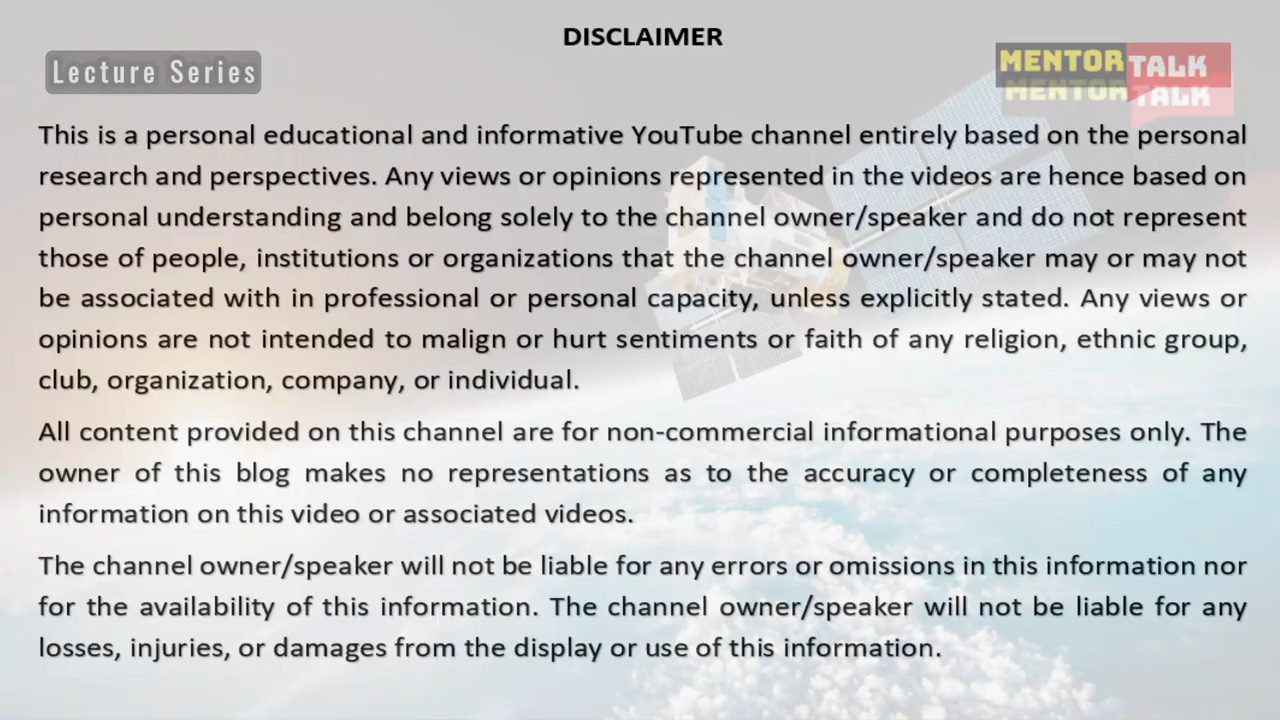 DISCLAIMER
Lecture Series
MENTOR TALK
MENTOR TALK
This is a personal educational and informative YouTube channel entirely based on the personal
research and perspectives. Any views or opinions represented in the videos are hence based on
personal understanding and belong solely to the channel owner/speaker and do not represent
those of people, institutions or organizations that the channel owner/speaker may or may not
be associated with in professional or personal capacity, unless explicitly stated. Any views or
opinions are not intended to malign or hurt sentiments or faith of any religion, ethnic group,
club, organization, company, or individual.
All content provided on this channel are for non-commercial informational purposes only. The
owner of this blog makes no representations as to the accuracy or completeness of any
information on this video or associated videos.
The channel owner/speaker will not be liable for any errors or omissions in this information nor
for the availability of this information. The channel owner/speaker will not be liable for any
losses, injuries, or damages from the display or use of this information.